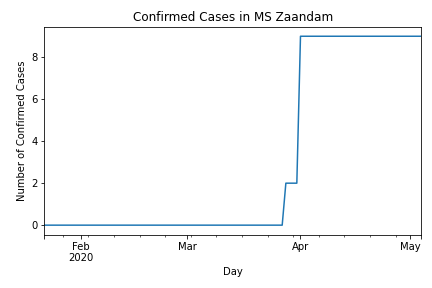 Confirmed Cases in MS Zaandam
Number of Confirmed Cases
8
6
4
2
0
Feb Mar Apr May
2020
Day